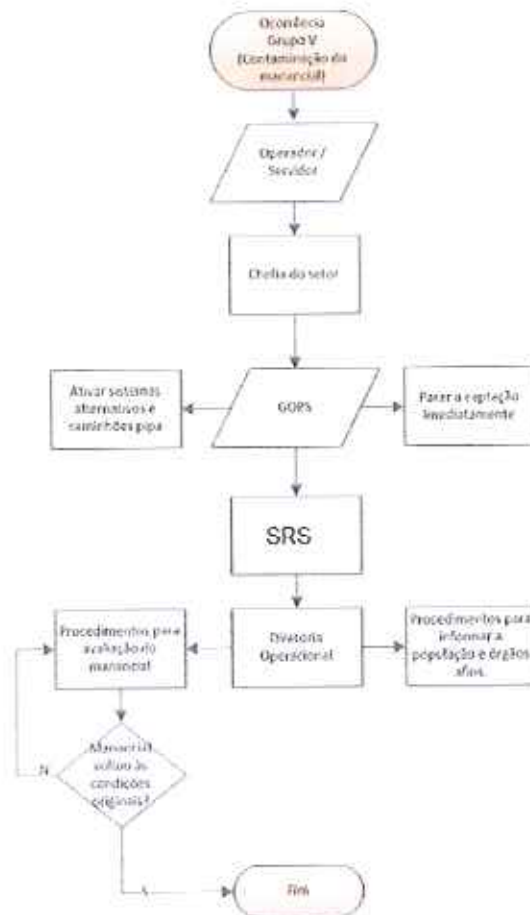 Ocorrência
Grupo V
(Contaminação do
manancial)
Operador /
Servidor
Chefia do setor
Ativar sistemas
alternativos e
caminhões pipa
GOPS
Parar a captação
imediatamente
SRS
Procedimentos para
avaliação do
manancial
Diretoria
Operacional
Procedimentos para
informar a
população e órgãos
afins.
Manancial
voltou às
condições
originais?
N
Fim